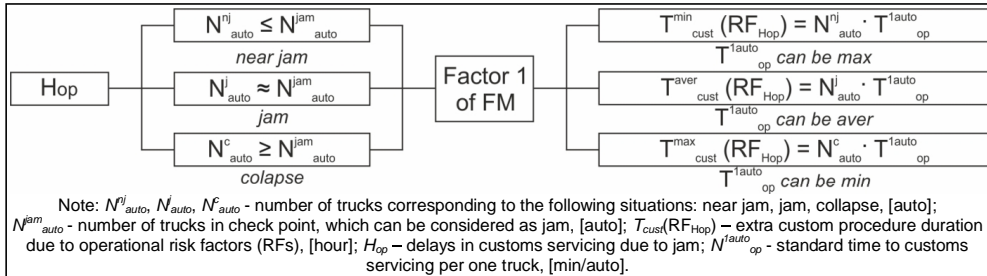 N^nj_auto ≤ N^jam_auto
near jam
Hop
N^j_auto ≈ N^jam_auto
jam
N^c_auto ≥ N^jam_auto
colapse
Factor 1
of FM
T^min_cust (RF_Hop) = N^nj_auto · T^1auto_op
T^1auto_op can be max
T^aver_cust (RF_Hop) = N^j_auto · T^1auto_op
T^1auto_op can be aver
T^max_cust (RF_Hop) = N^c_auto · T^1auto_op
T^1auto_op can be min
Note: N^nj_auto, N^j_auto, N^c_auto - number of trucks corresponding to the following situations: near jam, jam, collapse, [auto];
N^jam_auto - number of trucks in check point, which can be considered as jam, [auto]; T_cust(RF_Hop) – extra custom procedure duration
due to operational risk factors (RFs), [hour]; H_op – delays in customs servicing due to jam; N^1auto_op - standard time to customs
servicing per one truck, [min/auto].